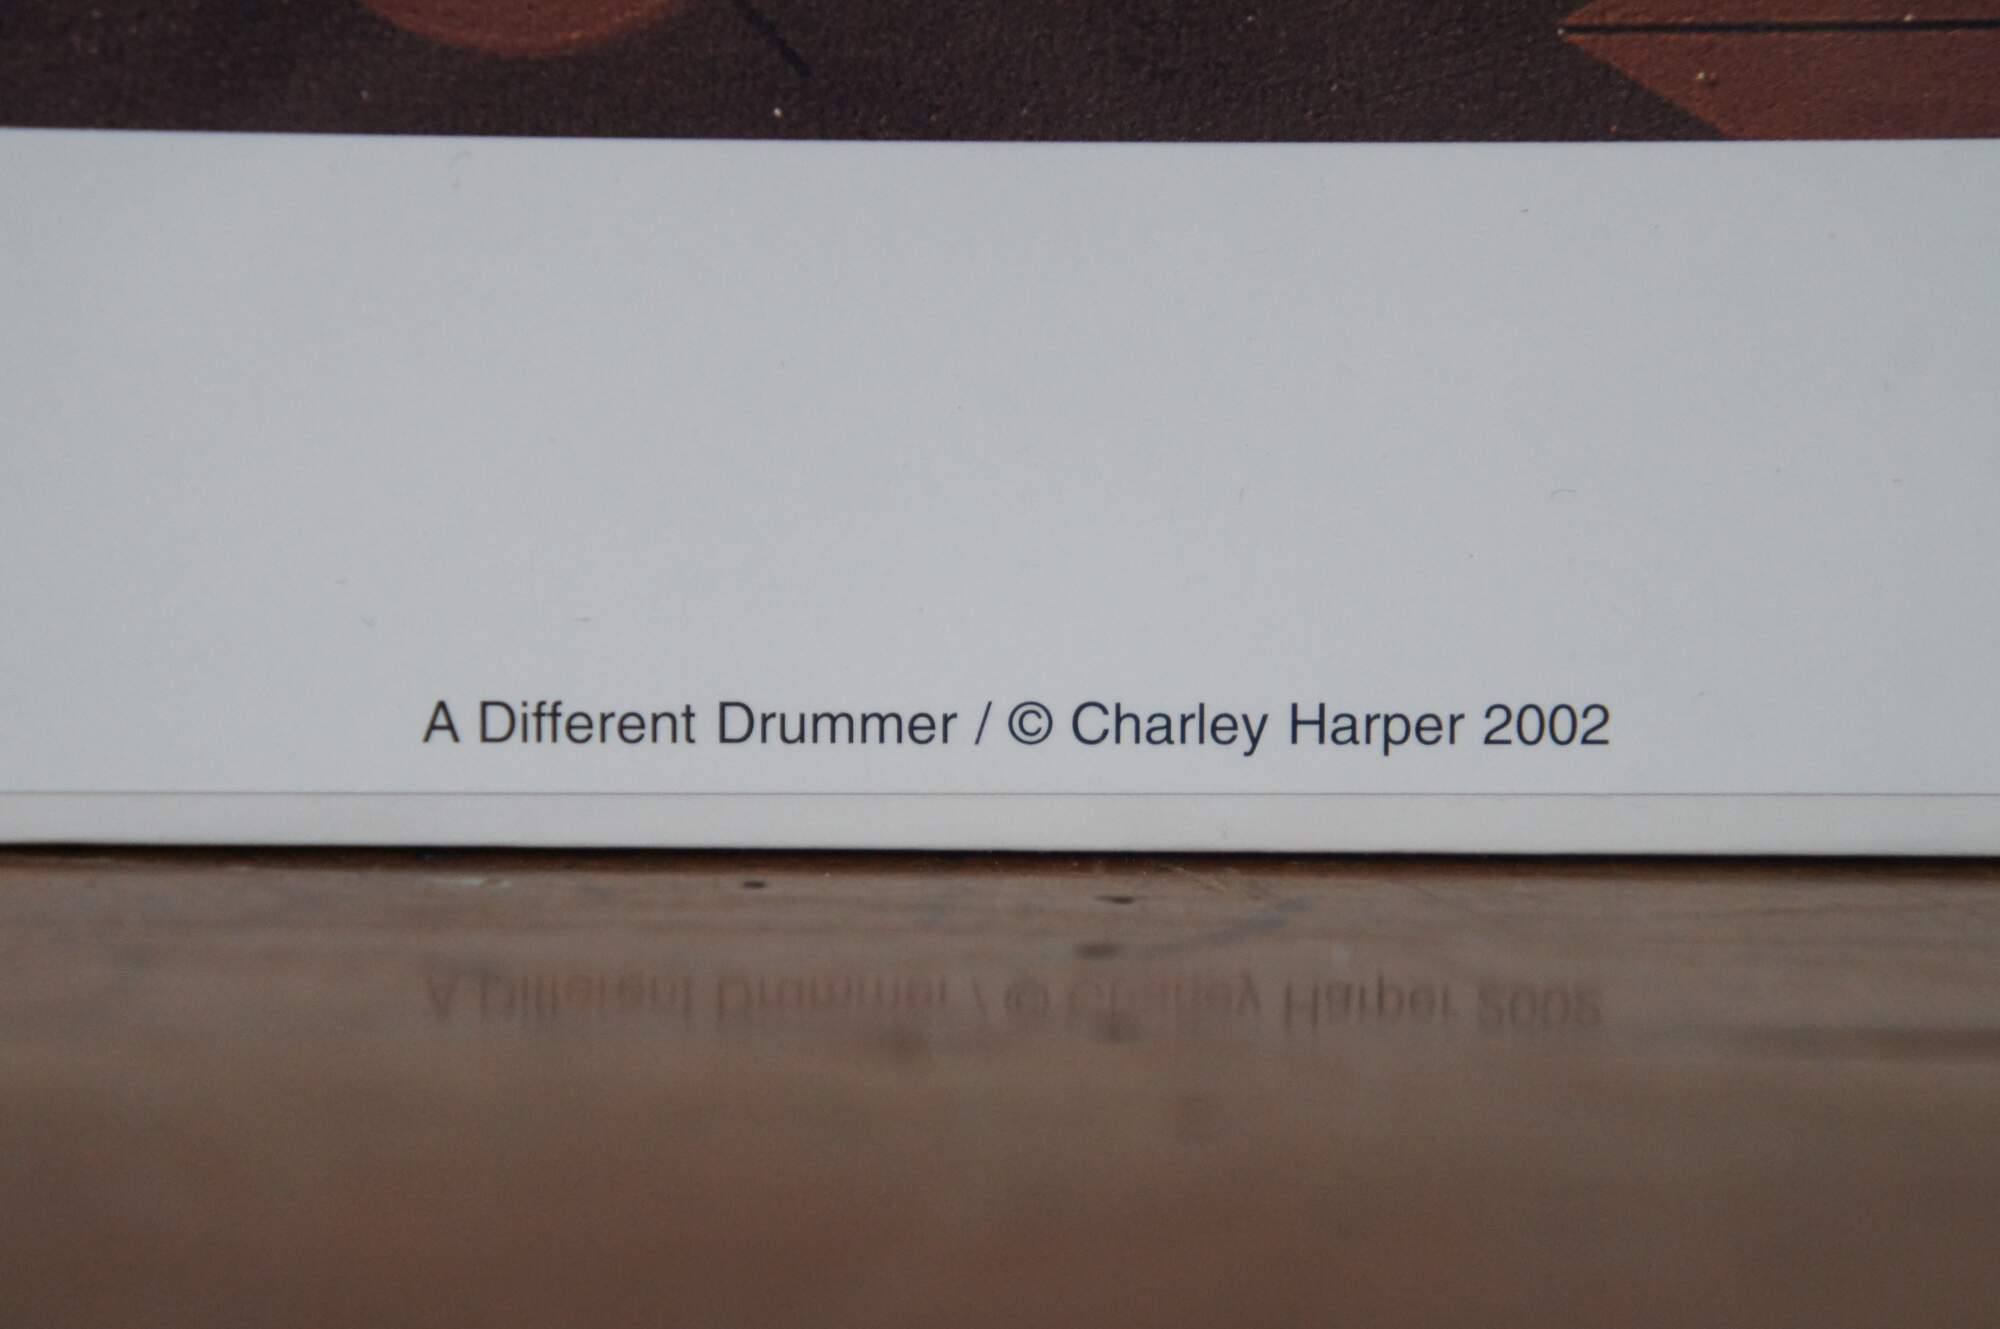 A Different Drummer / © Charley Harper 2002